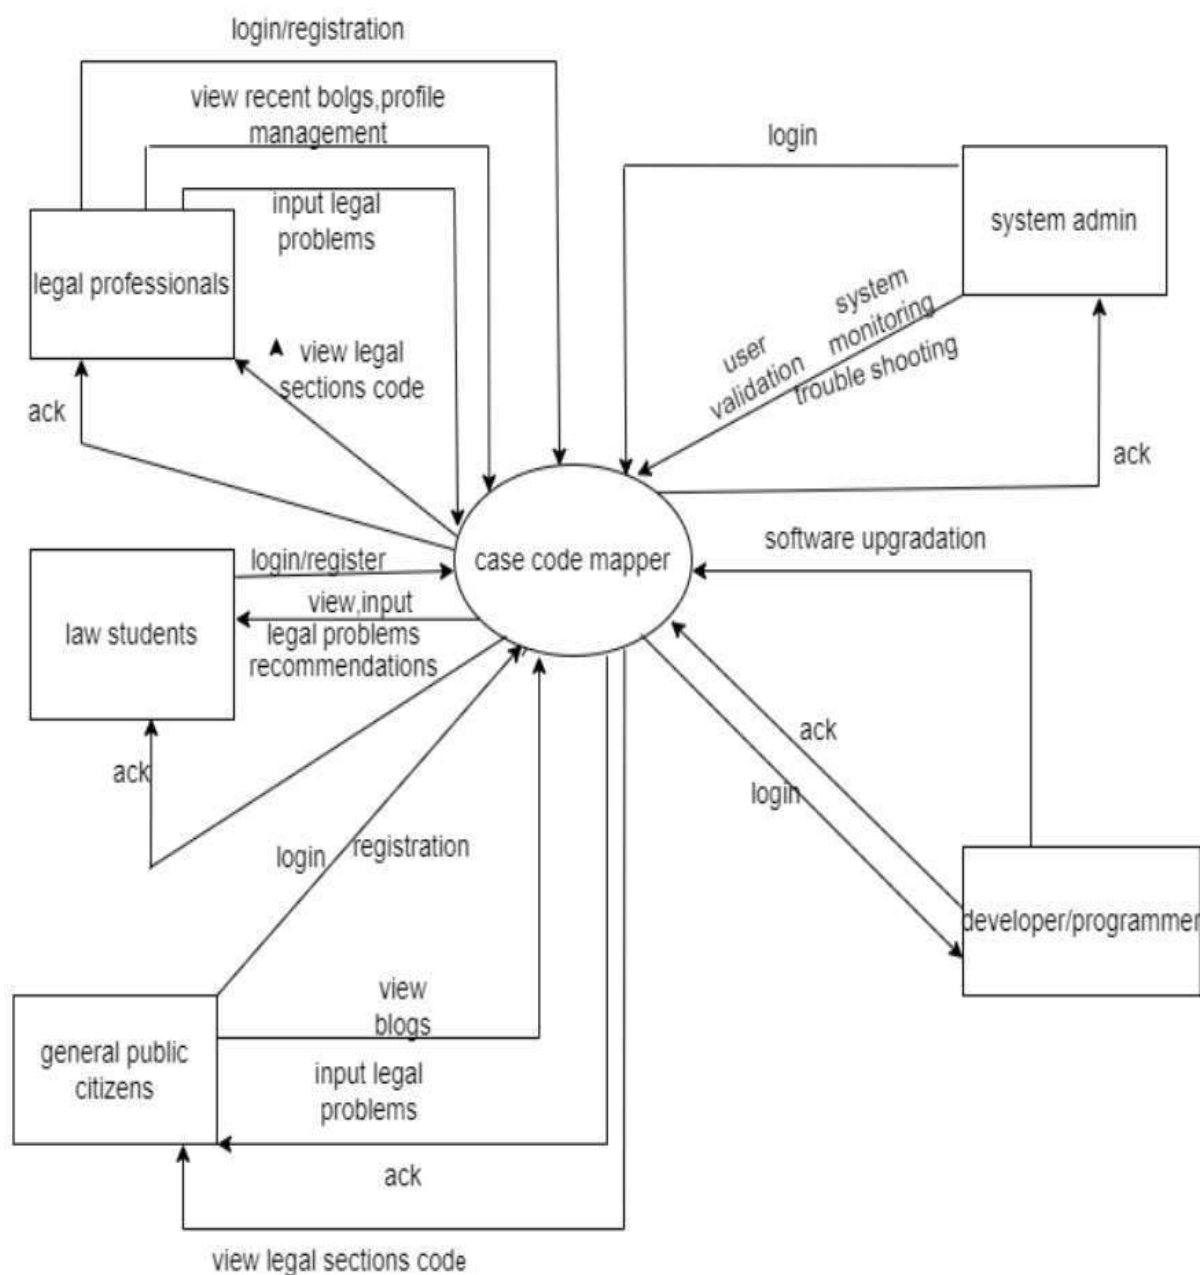 login/registration
view recent bolgs,profile
management
input legal
problems
legal professionals
view legal
sections code
ack
login
system admin
system
monitoring
user
validation
trouble shooting
ack
case code mapper
software upgradation
login/register
view,input
legal problems
recommendations
law students
ack
ack
login
login
registration
developer/programmer
general public
citizens
view
blogs
input legal
problems
ack
view legal sections code